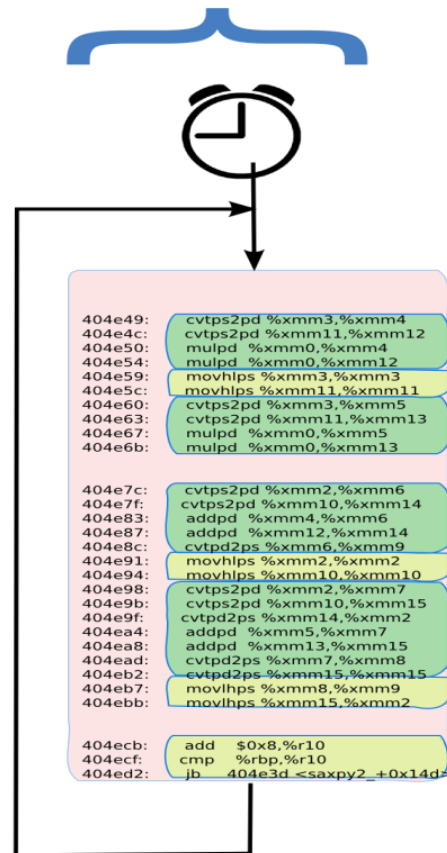 404e49: cvtps2pd %xmm3,%xmm4
404e4c: cvtps2pd %xmm11,%xmm12
404e50: mulpd %xmm0,%xmm4
404e54: mulpd %xmm0,%xmm12
404e59: movhlps %xmm3,%xmm3
404e5c: movhlps %xmm11,%xmm11
404e60: cvtps2pd %xmm3,%xmm5
404e63: cvtps2pd %xmm11,%xmm13
404e67: mulpd %xmm0,%xmm5
404e6b: mulpd %xmm0,%xmm13
404e7c: cvtps2pd %xmm2,%xmm6
404e7f: cvtps2pd %xmm10,%xmm14
404e83: addpd %xmm4,%xmm6
404e87: addpd %xmm12,%xmm14
404e8c: cvtpd2ps %xmm6,%xmm9
404e91: movhlps %xmm2,%xmm2
404e94: movhlps %xmm10,%xmm10
404e98: cvtps2pd %xmm2,%xmm7
404e9b: cvtps2pd %xmm10,%xmm15
404e9f: cvtpd2ps %xmm14,%xmm2
404ea4: addpd %xmm5,%xmm7
404ea8: addpd %xmm13,%xmm15
404ead: cvtpd2ps %xmm7,%xmm8
404eb2: cvtpd2ps %xmm15,%xmm15
404eb7: movlhps %xmm8,%xmm9
404ebb: movlhps %xmm15,%xmm2
404ecb: add $0x8,%r10
404ecf: cmp %rbp,%r10
404ed2: jb 404e3d <saxpy2_+0x14d>